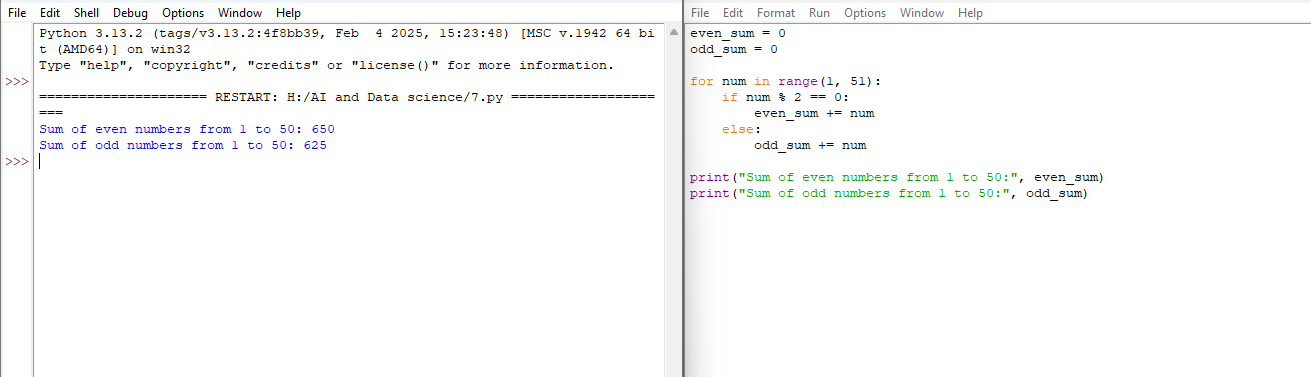 File Edit Shell Debug Options Window Help
Python 3.13.2 (tags/v3.13.2:4f8bb39, Feb  4 2025, 15:23:48) [MSC v.1942 64 bi
t (AMD64)] on win32
Type "help", "copyright", "credits" or "license()" for more information.
>>>
===================== RESTART: H:/AI and Data science/7.py ==================
===
Sum of even numbers from 1 to 50: 650
Sum of odd numbers from 1 to 50: 625
>>>
File Edit Format Run Options Window Help
even_sum = 0
odd_sum = 0

for num in range(1, 51):
    if num % 2 == 0:
        even_sum += num
    else:
        odd_sum += num

print("Sum of even numbers from 1 to 50:", even_sum)
print("Sum of odd numbers from 1 to 50:", odd_sum)